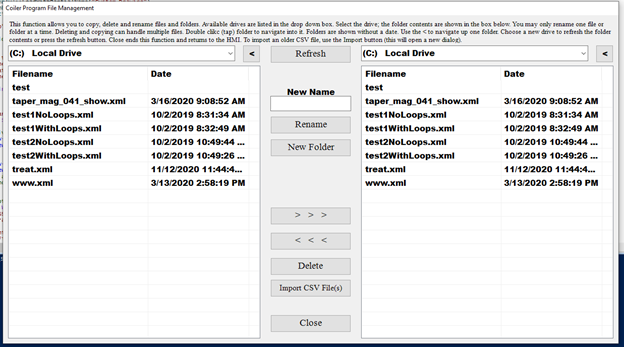 Coiler Program File Management
This function allows you to copy, delete and rename files and folders. Available drives are listed in the drop down box. Select the drive; the folder contents are shown in the box below. You may only rename one file or
folder at a time. Deleting and copying can handle multiple files. Double clikc (tap) folder to navigate into it. Folders are shown without a date. Use the < to navigate up one folder. Choose a new drive to refresh the folder
contents or press the refresh button. Close ends this function and returns to the HMI. To import an older CSV file, use the Import button (this will open a new dialog).
(C:) Local Drive
<
Filename Date
test
taper_mag_041_show.xml 3/16/2020 9:08:52 AM
test1NoLoops.xml 10/2/2019 8:31:34 AM
test1WithLoops.xml 10/2/2019 8:32:49 AM
test2NoLoops.xml 10/2/2019 10:49:44 ...
test2WithLoops.xml 10/2/2019 10:49:26 ...
treat.xml 11/12/2020 11:44:4...
www.xml 3/13/2020 2:58:19 PM
Refresh
New Name
Rename
New Folder
> > >
< < <
Delete
Import CSV File(s)
Close
(C:) Local Drive
<
Filename Date
test
taper_mag_041_show.xml 3/16/2020 9:08:52 AM
test1NoLoops.xml 10/2/2019 8:31:34 AM
test1WithLoops.xml 10/2/2019 8:32:49 AM
test2NoLoops.xml 10/2/2019 10:49:44 ...
test2WithLoops.xml 10/2/2019 10:49:26 ...
treat.xml 11/12/2020 11:44:4...
www.xml 3/13/2020 2:58:19 PM